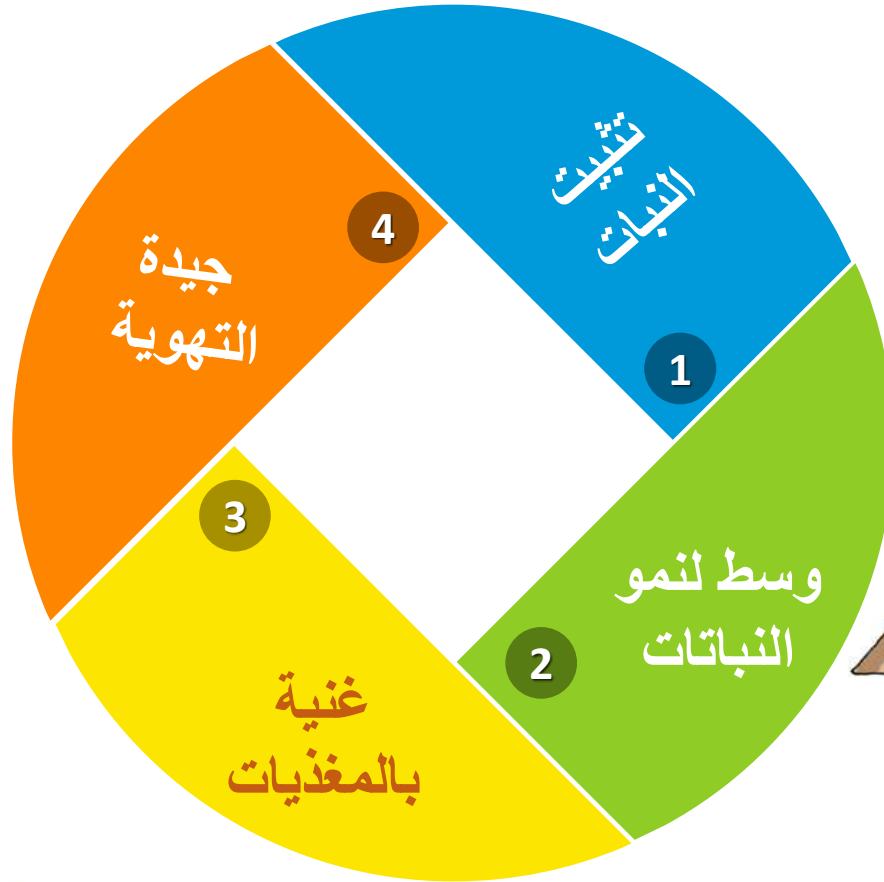 تثبيت
النبات
1
وسط لنمو
النباتات
2
3
غنية
بالمغذيات
4
جيدة
التهوية